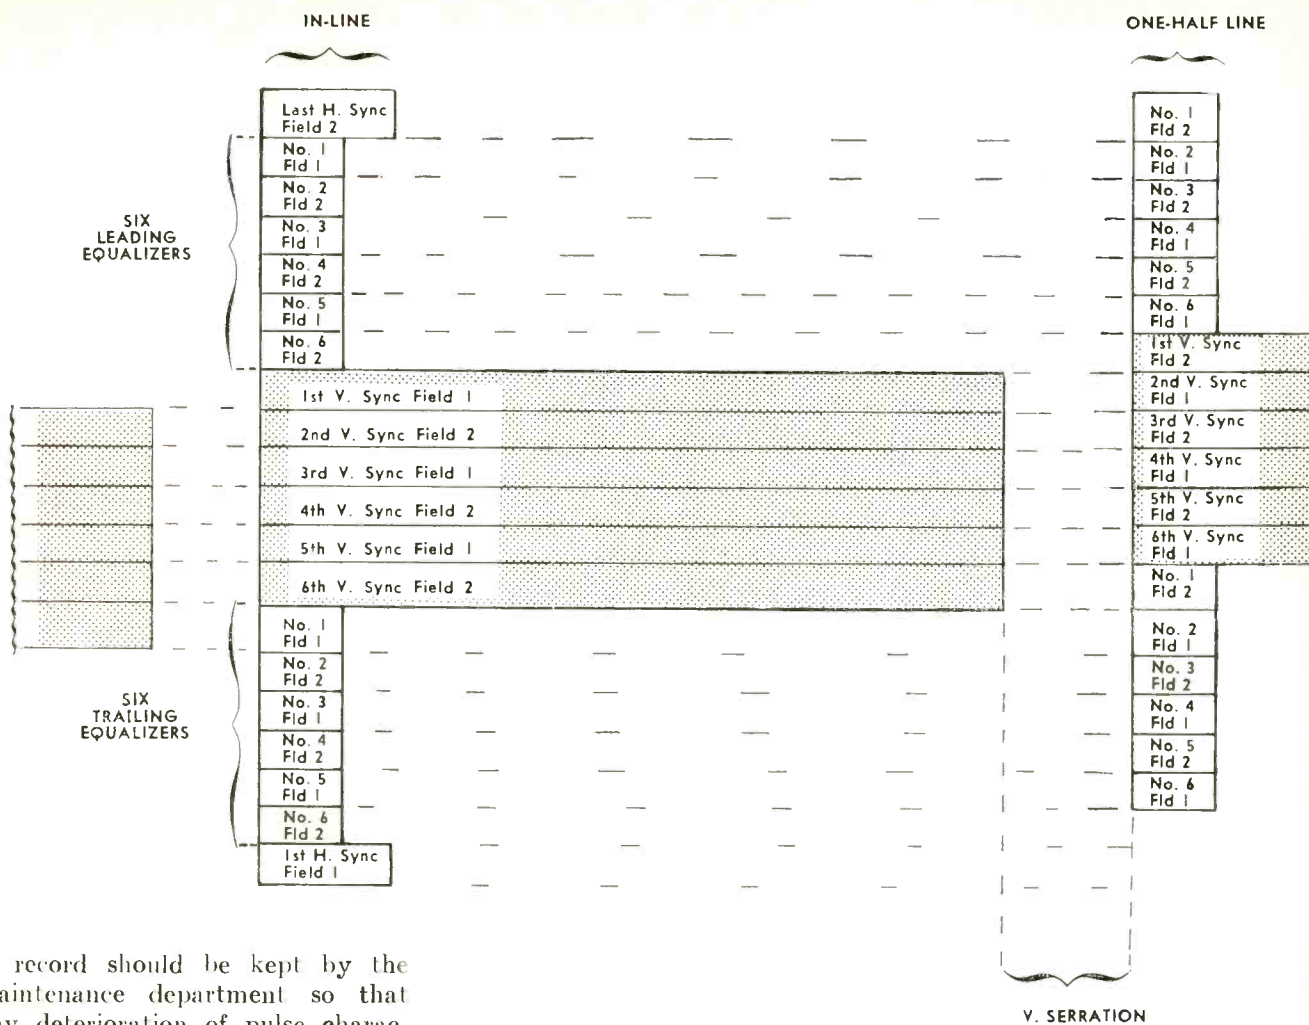 IN-LINE
ONE-HALF LINE
Last H. Sync
Field 2
No. 1
Fld 1
No. 2
Fld 2
No. 3
Fld 1
No. 4
Fld 2
No. 5
Fld 1
No. 6
Fld 2
SIX
LEADING
EQUALIZERS
No. 1
Fld 2
No. 2
Fld 1
No. 3
Fld 2
No. 4
Fld 1
No. 5
Fld 2
No. 6
Fld 1
1st V. Sync
Fld 2
2nd V. Sync
Fld 1
3rd V. Sync
Fld 2
4th V. Sync
Fld 1
5th V. Sync
Fld 2
6th V. Sync
Fld 1
1st V. Sync Field 1
2nd V. Sync Field 2
3rd V. Sync Field 1
4th V. Sync Field 2
5th V. Sync Field 1
6th V. Sync Field 2
No. 1
Fld 1
No. 2
Fld 2
No. 3
Fld 1
No. 4
Fld 2
No. 5
Fld 1
No. 6
Fld 2
1st H. Sync
Field 1
SIX
TRAILING
EQUALIZERS
No. 1
Fld 2
No. 2
Fld 1
No. 3
Fld 2
No. 4
Fld 1
No. 5
Fld 2
No. 6
Fld 1
record should be kept by the
aintenance department so that
y deterioration of pulse charac-
V. SERRATION